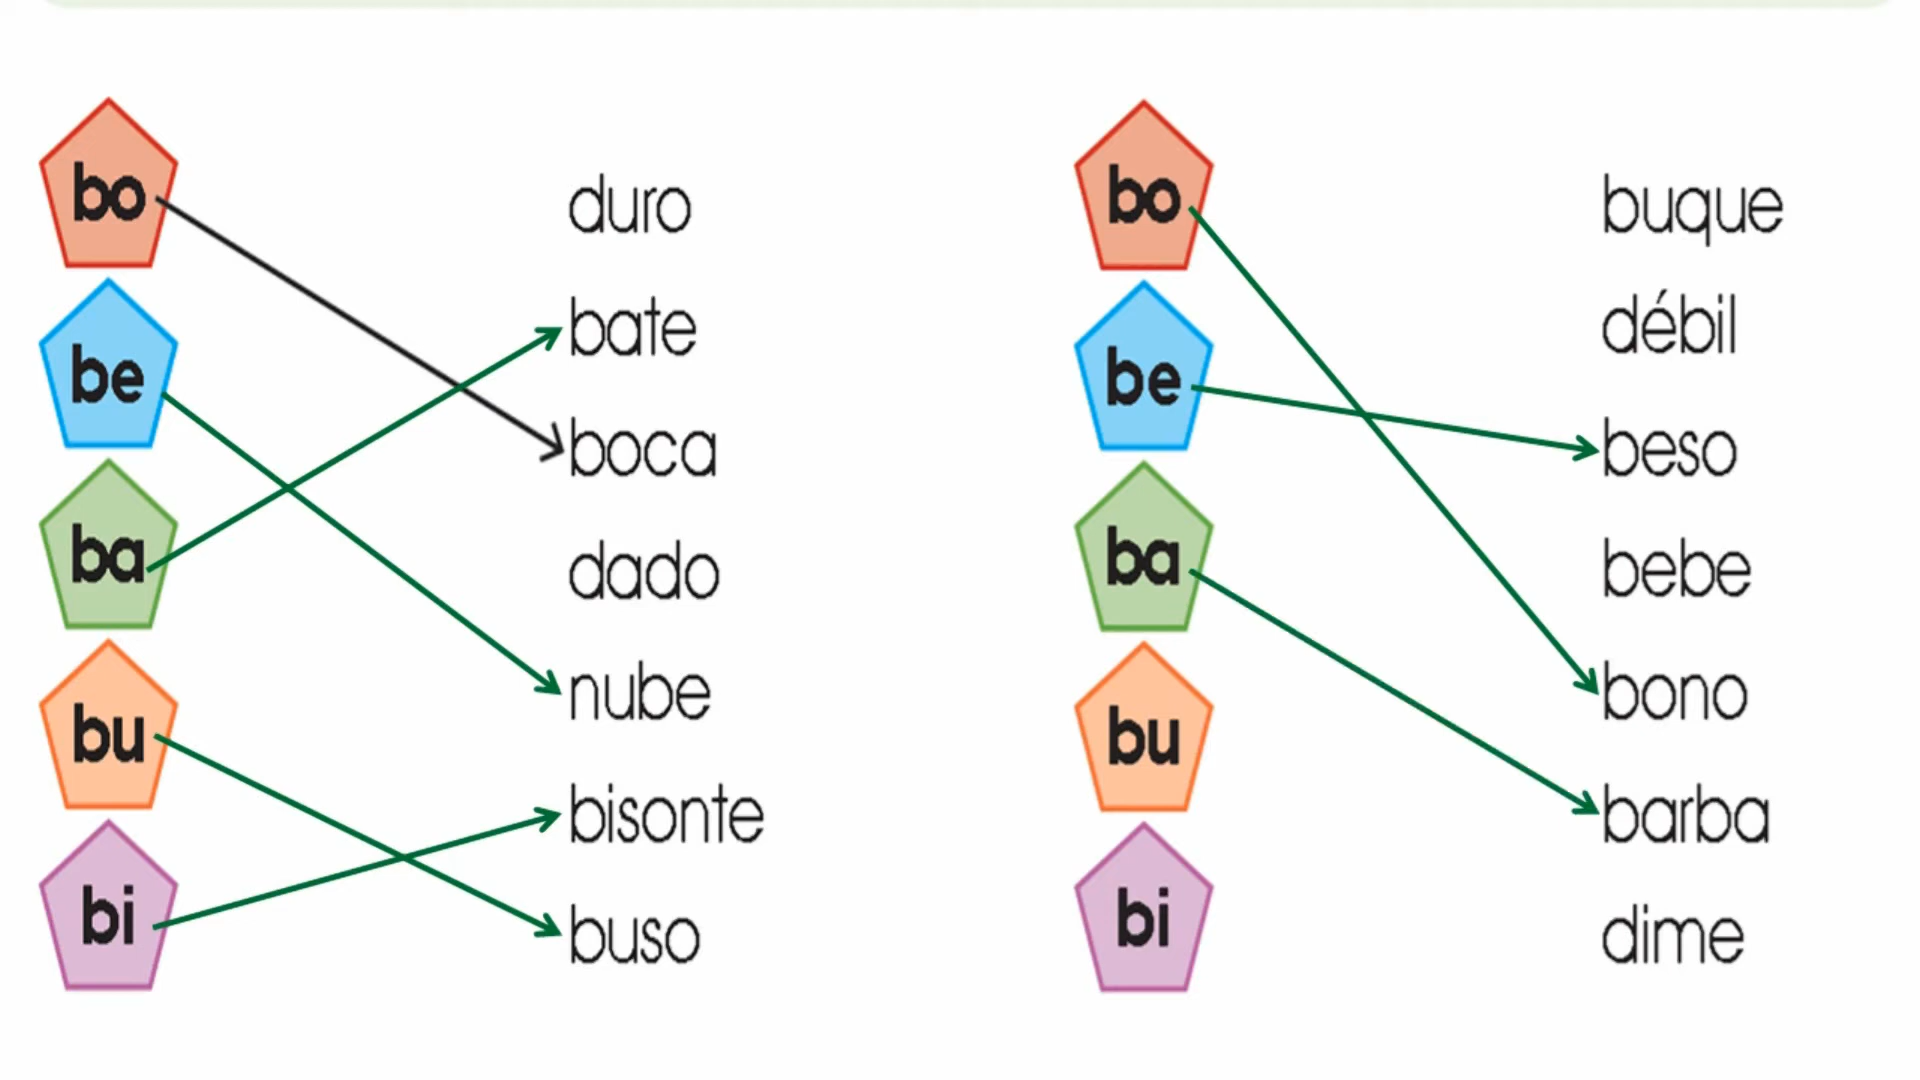 bo
be
ba
bu
bi
duro
bate
boca
dado
nube
bisonte
buso
bo
be
ba
bu
bi
buque
débil
beso
bebe
bono
barba
dime